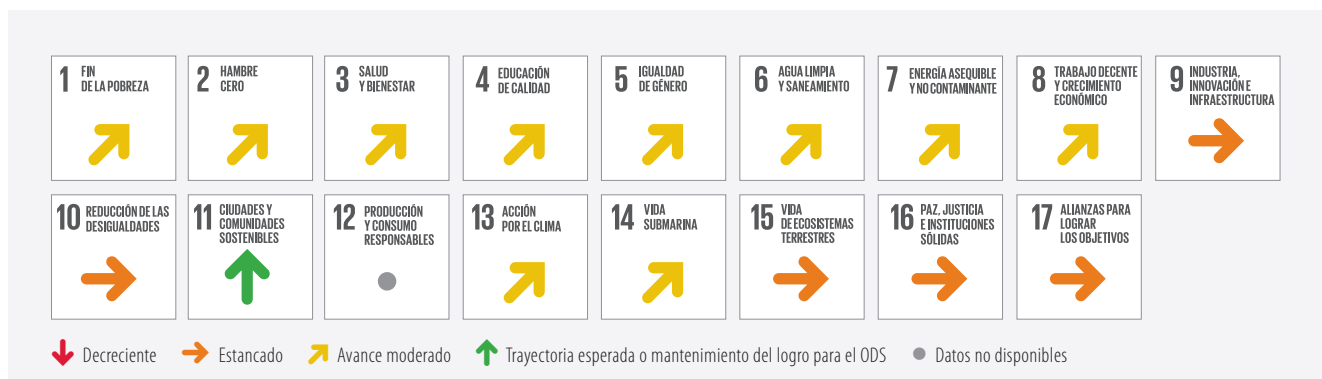 1 FIN
DE LA POBREZA
2 HAMBRE
CERO
3 SALUD
Y BIENESTAR
4 EDUCACIÓN
DE CALIDAD
5 IGUALDAD
DE GÉNERO
6 AGUA LIMPIA
Y SANEAMIENTO
7 ENERGÍA ASEQUIBLE
Y NO CONTAMINANTE
8 TRABAJO DECENTE
Y CRECIMIENTO
ECONÓMICO
9 INDUSTRIA,
INNOVACIÓN E
INFRAESTRUCTURA
10 REDUCCIÓN DE LAS
DESIGUALDADES
11 CIUDADES Y
COMUNIDADES
SOSTENIBLES
12 PRODUCCIÓN
Y CONSUMO
RESPONSABLES
13 ACCIÓN
POR EL CLIMA
14 VIDA
SUBMARINA
15 VIDA
DE ECOSISTEMAS
TERRESTRES
16 PAZ, JUSTICIA
E INSTITUCIONES
SÓLIDAS
17 ALIANZAS PARA
LOGRAR
LOS OBJETIVOS
Decreciente
Estancado
Avance moderado
Trayectoria esperada o mantenimiento del logro para el ODS
Datos no disponibles